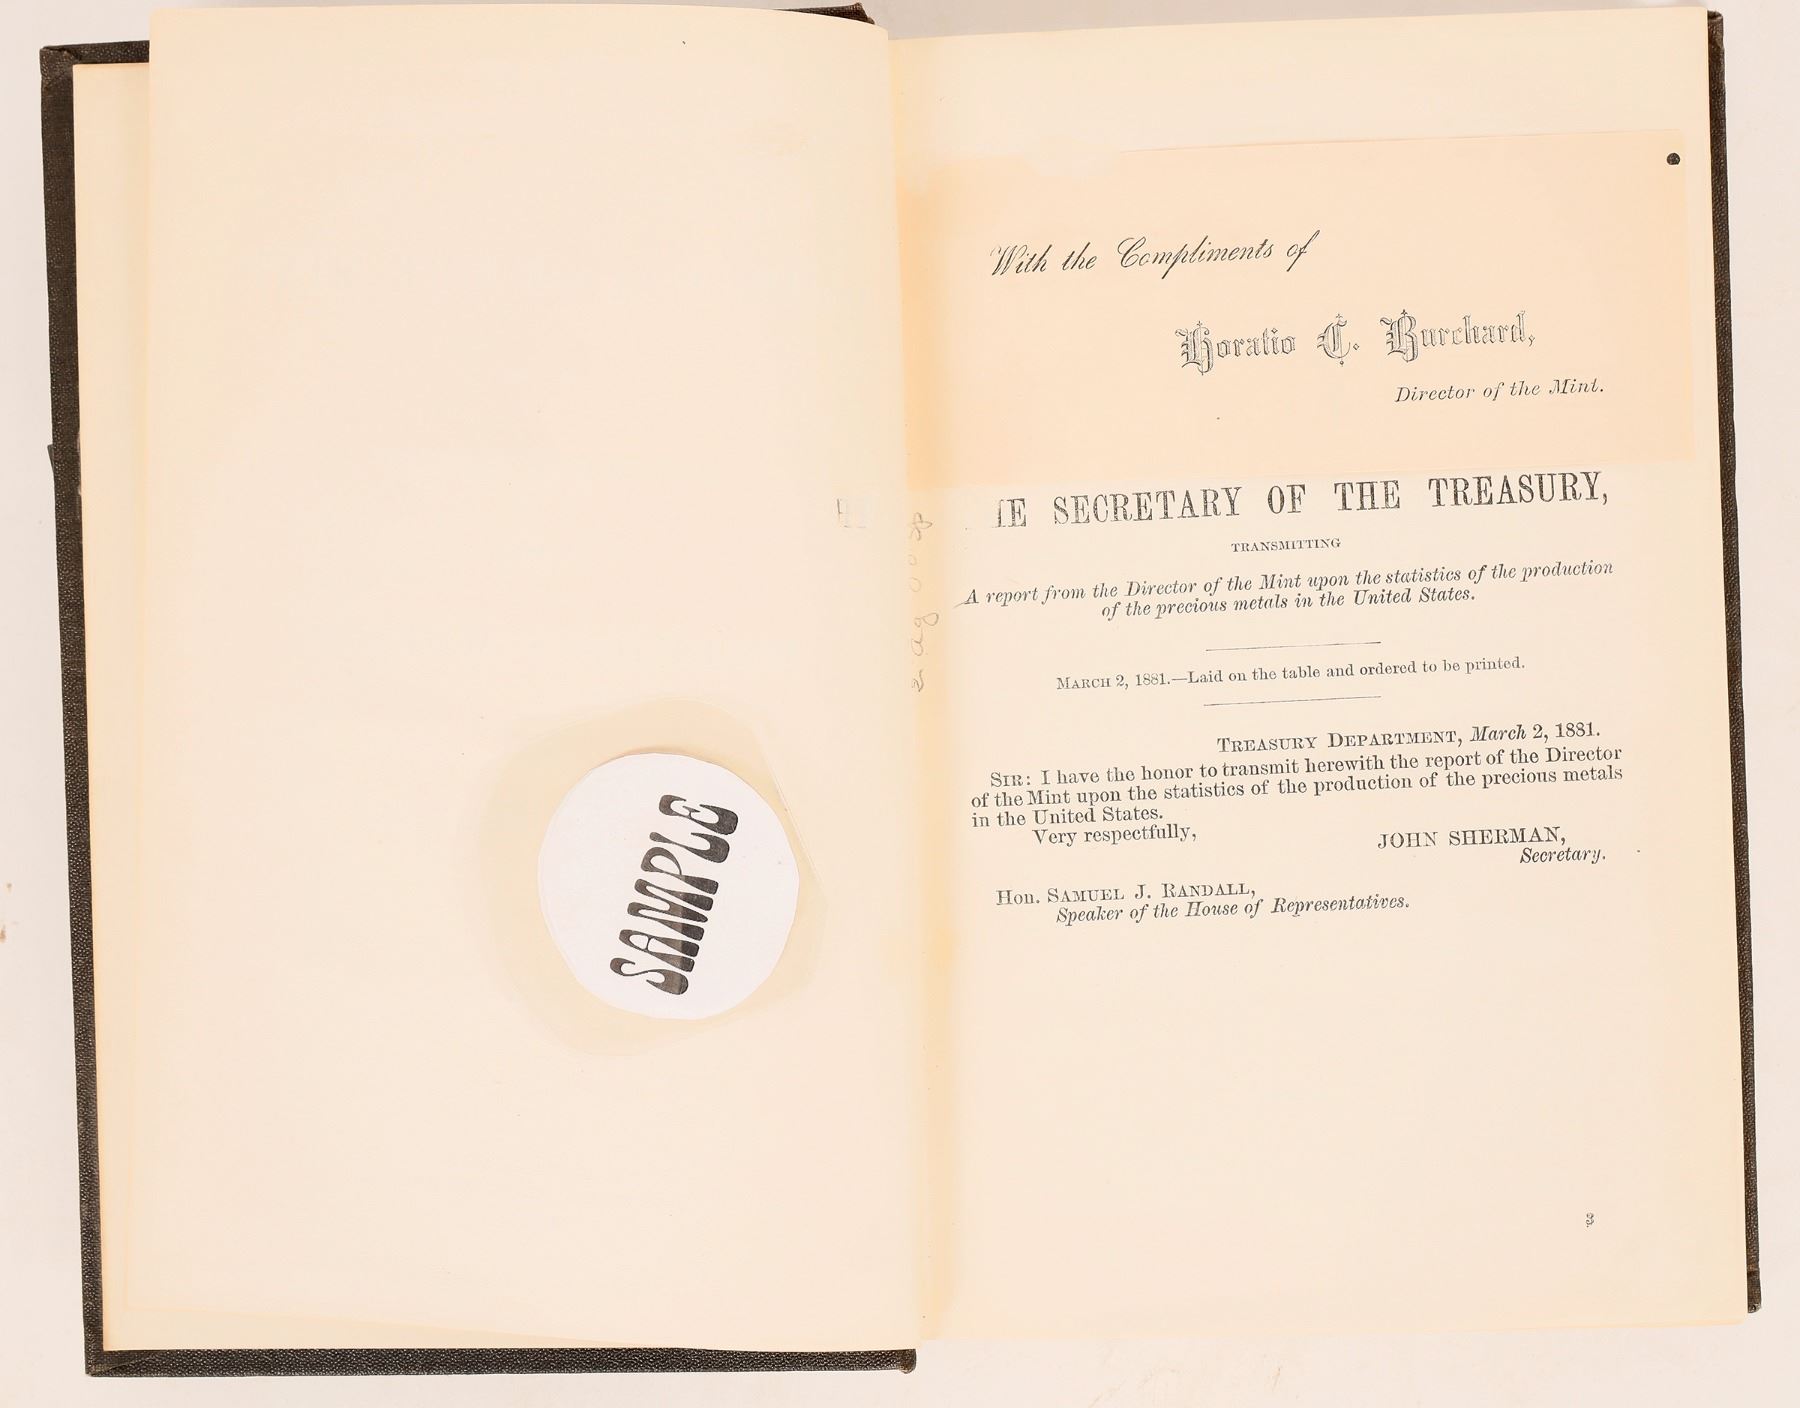 SAMPLE
With the Compliments of
Horatio C. Burchard,
Director of the Mint.
SECRETARY OF THE TREASURY,
TRANSMITTING
A report from the Director of the Mint upon the statistics of the production
of the precious metals in the United States.
MARCH 2, 1881.—Laid on the table and ordered to be printed.
TREASURY DEPARTMENT, March 2, 1881.
SIR: I have the honor to transmit herewith the report of the Director
of the Mint upon the statistics of the production of the precious metals
in the United States.
Very respectfully,
JOHN SHERMAN,
Secretary.
Hon. SAMUEL J. RANDALL,
Speaker of the House of Representatives.
3